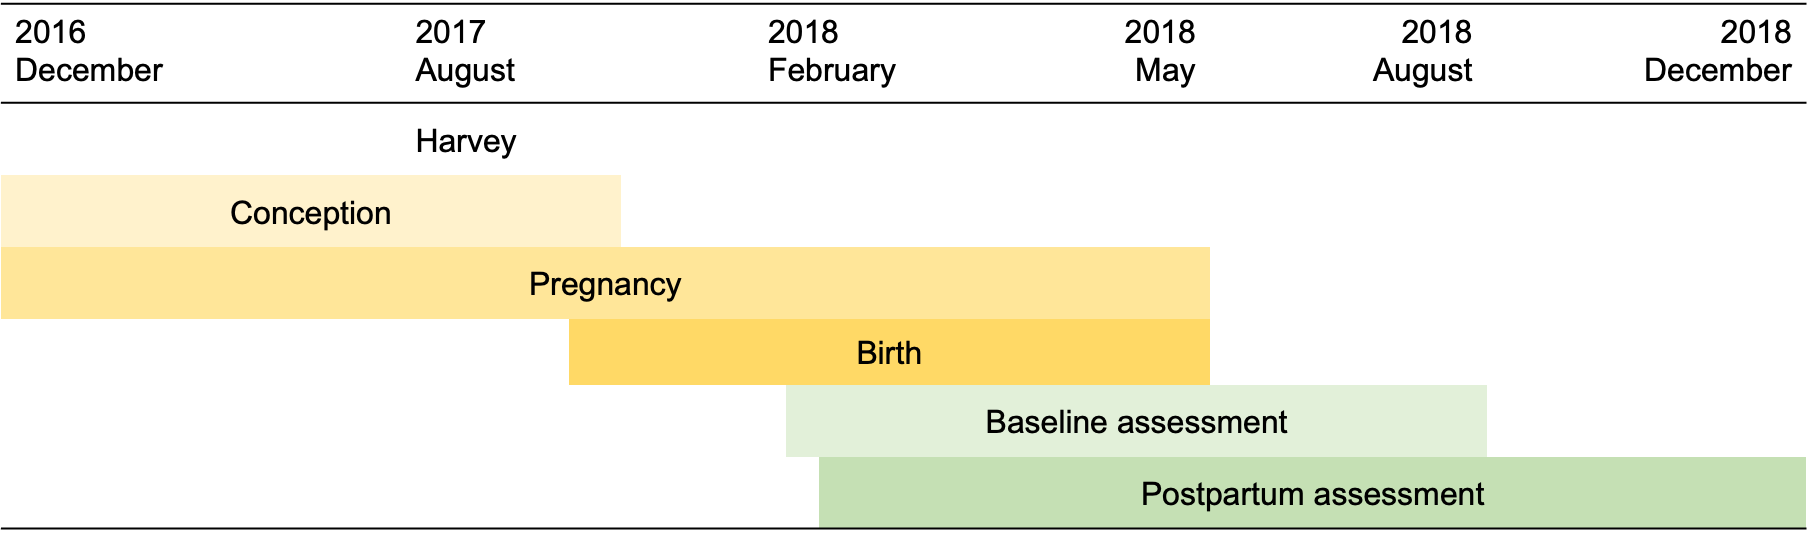 2016
December
2017
August
2018
February
2018
May
2018
August
2018
December
Harvey
Conception
Pregnancy
Birth
Baseline assessment
Postpartum assessment